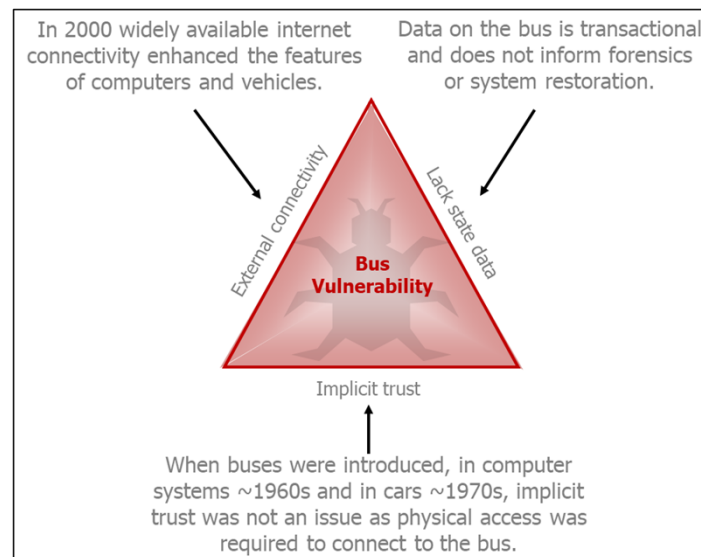 In 2000 widely available internet
connectivity enhanced the features
of computers and vehicles.
Data on the bus is transactional
and does not inform forensics
or system restoration.
External connectivity
Lack state data
Bus
Vulnerability
Implicit trust
When buses were introduced, in computer
systems ~1960s and in cars ~1970s, implicit
trust was not an issue as physical access was
required to connect to the bus.